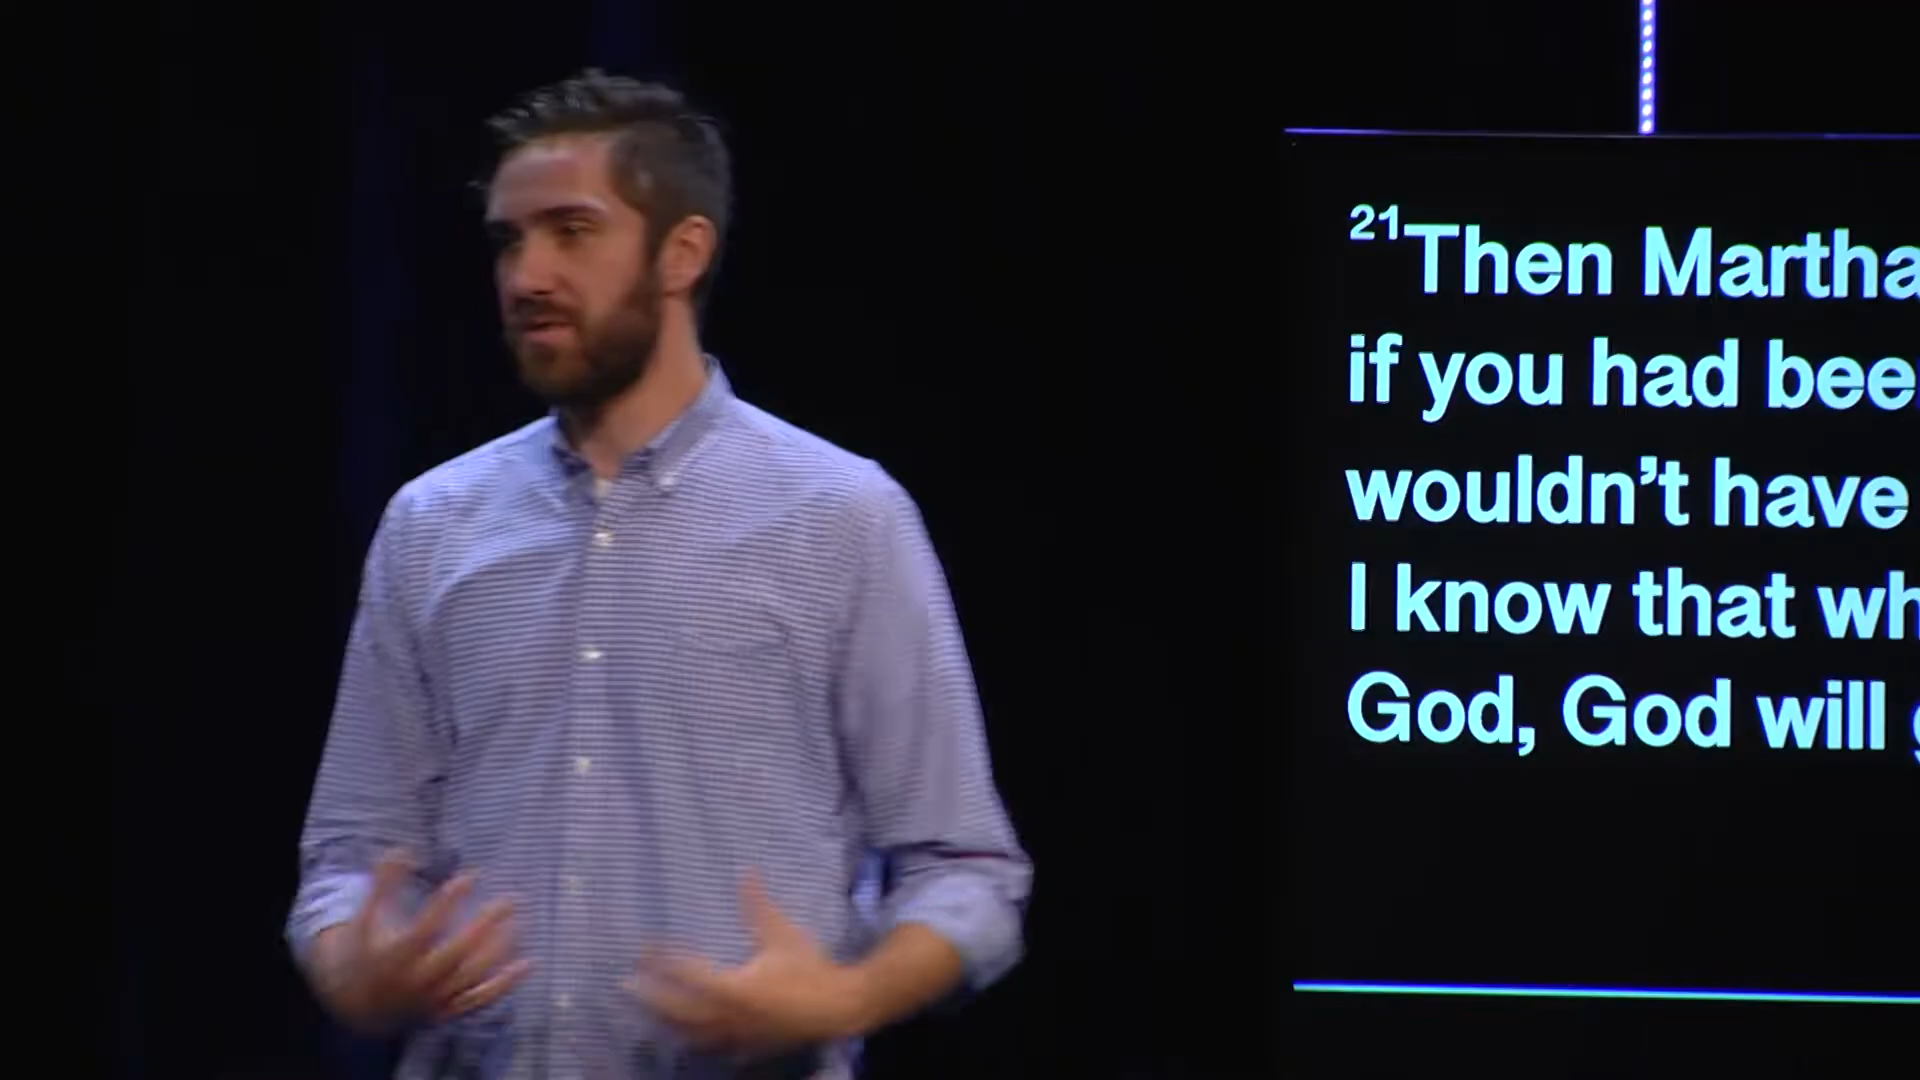 21Then Martha
if you had bee
wouldn't have
I know that wh
God, God will